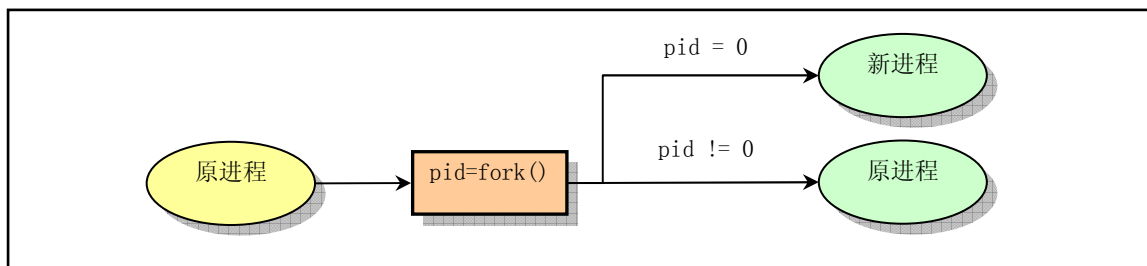 pid = 0
新进程
原进程
pid=fork()
pid != 0
原进程